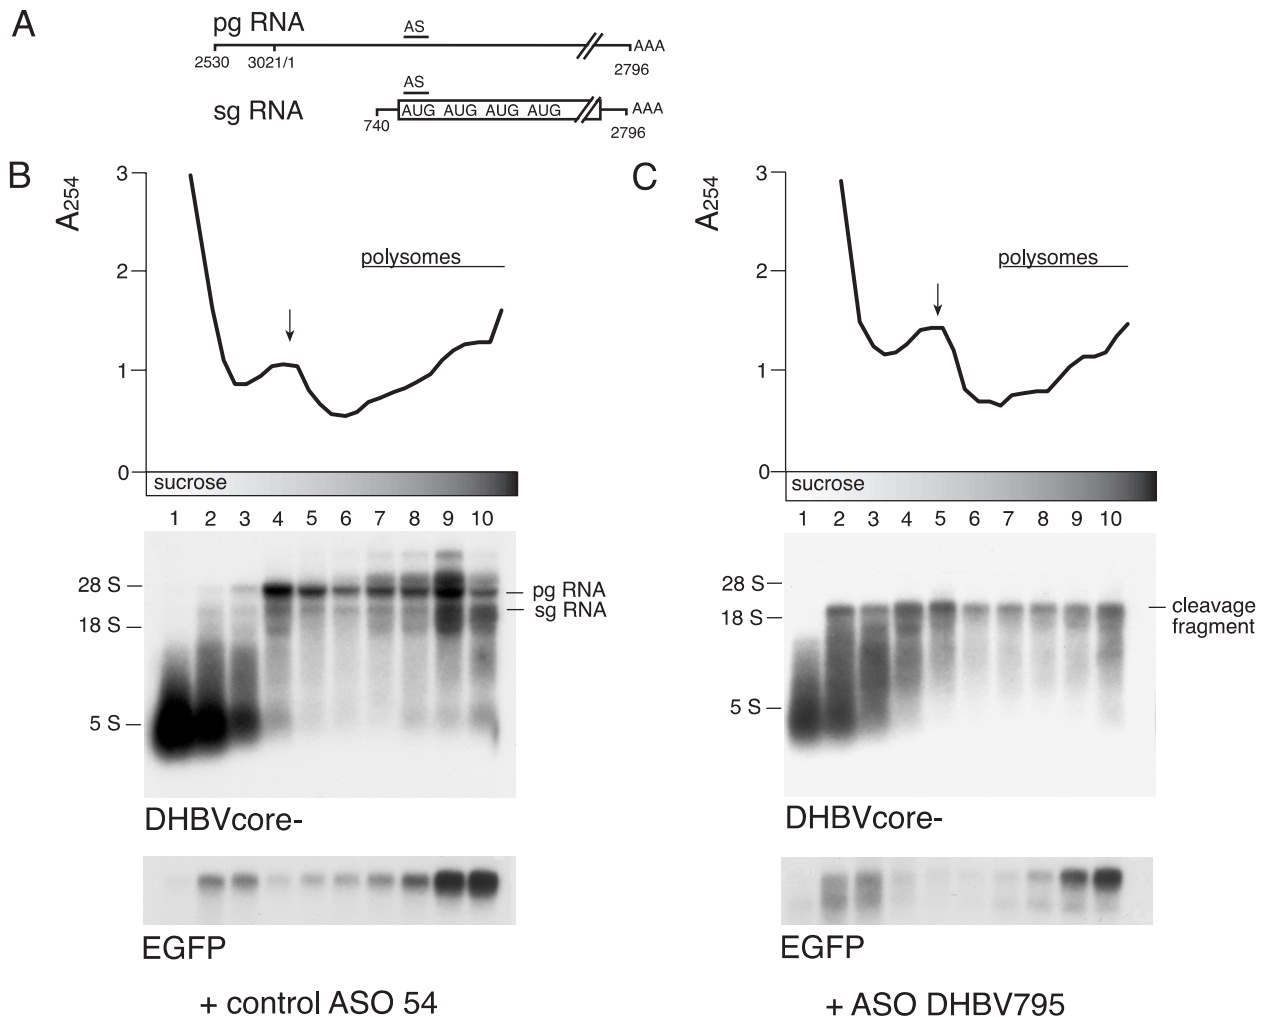 A
pg RNA
AS
AAA
2530 3021/1
2796
sg RNA
AS
AUG AUG AUG AUG
AAA
740
2796
B
A254
3
2
1
0
polysomes
sucrose
1 2 3 4 5 6 7 8 9 10
28 S
18 S
5 S
pg RNA
sg RNA
DHBVcore-
EGFP
+ control ASO 54
C
A254
3
2
1
0
polysomes
sucrose
1 2 3 4 5 6 7 8 9 10
28 S
18 S
5 S
cleavage
fragment
DHBVcore-
EGFP
+ ASO DHBV795